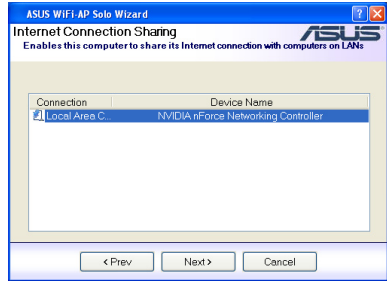 ASUS WiFi-AP Solo Wizard
Internet Connection Sharing
ASUS
Enables this computer to share its Internet connection with computers on LANs
Connection Device Name
Local Area C... NVIDIA nForce Networking Controller
< Prev Next > Cancel